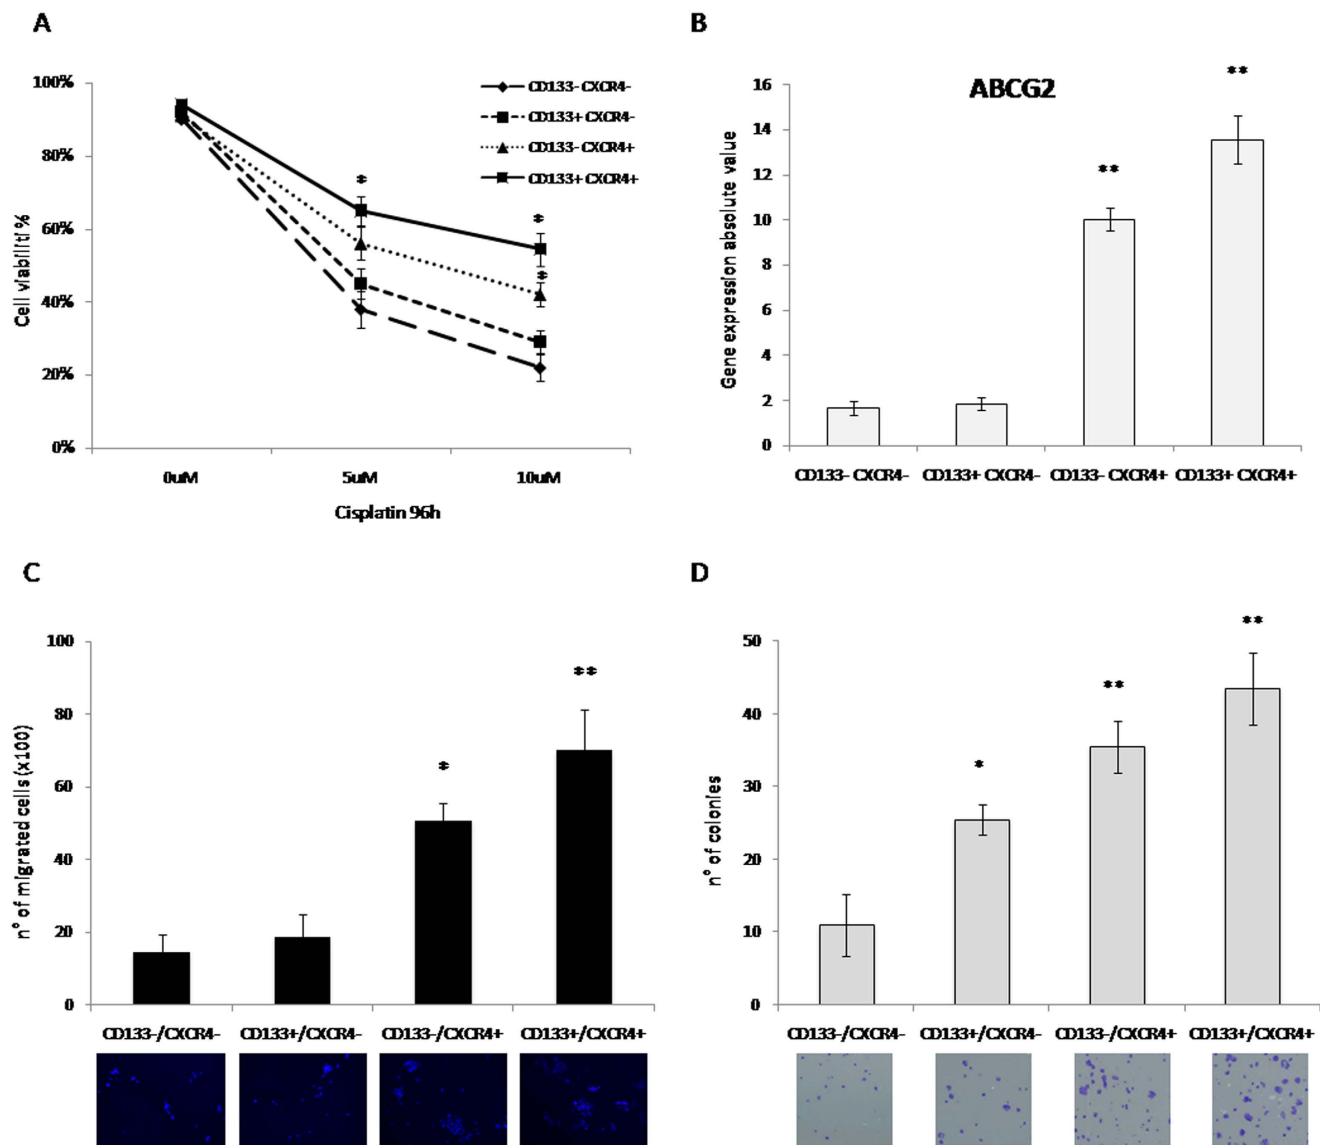 A
100%
80%
60%
40%
20%
0%
Cell viabiliti %
0uM
5uM
10uM
Cisplatin 96h
CD133- CXCR4-
CD133+ CXCR4-
CD133- CXCR4+
CD133+ CXCR4+
*
*
*
B
ABCG2
Gene expression absolute value
16
14
12
10
8
6
4
2
0
**
**
CD133- CXCR4-
CD133+ CXCR4-
CD133- CXCR4+
CD133+ CXCR4+
C
n° of migrated cells (x100)
100
80
60
40
20
0
*
**
CD133-/CXCR4-
CD133+/CXCR4-
CD133-/CXCR4+
CD133+/CXCR4+
D
n° of colonies
50
40
30
20
10
0
*
**
**
CD133-/CXCR4-
CD133+/CXCR4-
CD133-/CXCR4+
CD133+/CXCR4+